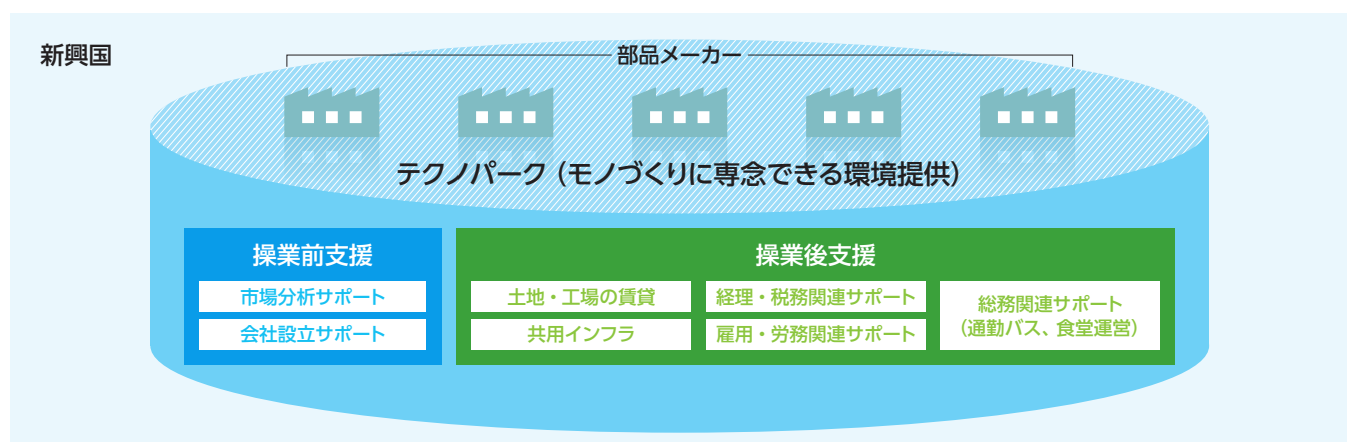 新興国
部品メーカー
テクノパーク（モノづくりに専念できる環境提供）
操業前支援
市場分析サポート
会社設立サポート
操業後支援
土地・工場の賃貸
共用インフラ
経理・税務関連サポート
雇用・労務関連サポート
総務関連サポート
（通勤バス、食堂運営）